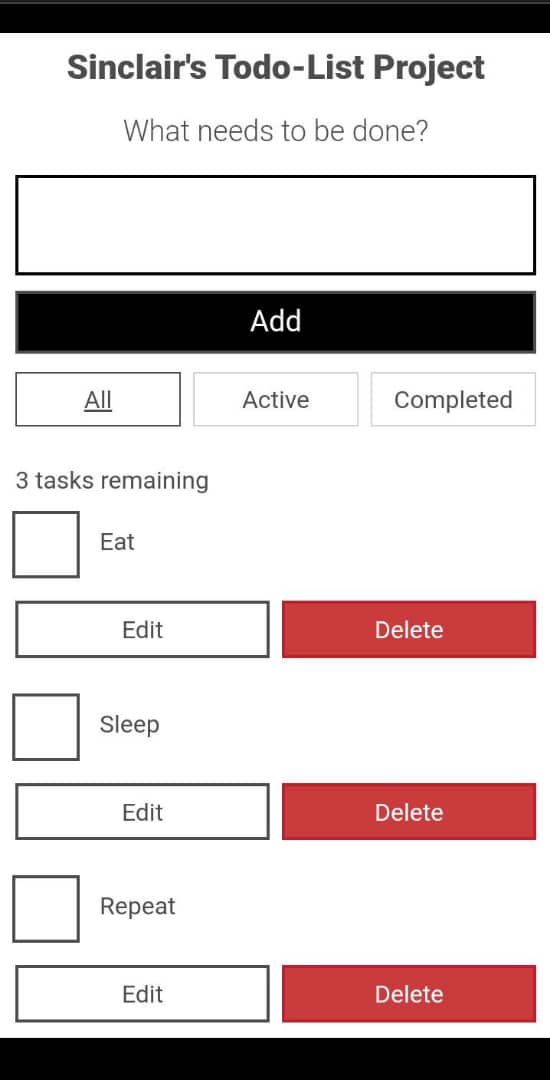 Sinclair's Todo-List Project
What needs to be done?
Add
All Active Completed
3 tasks remaining
Eat
Edit Delete
Sleep
Edit Delete
Repeat
Edit Delete